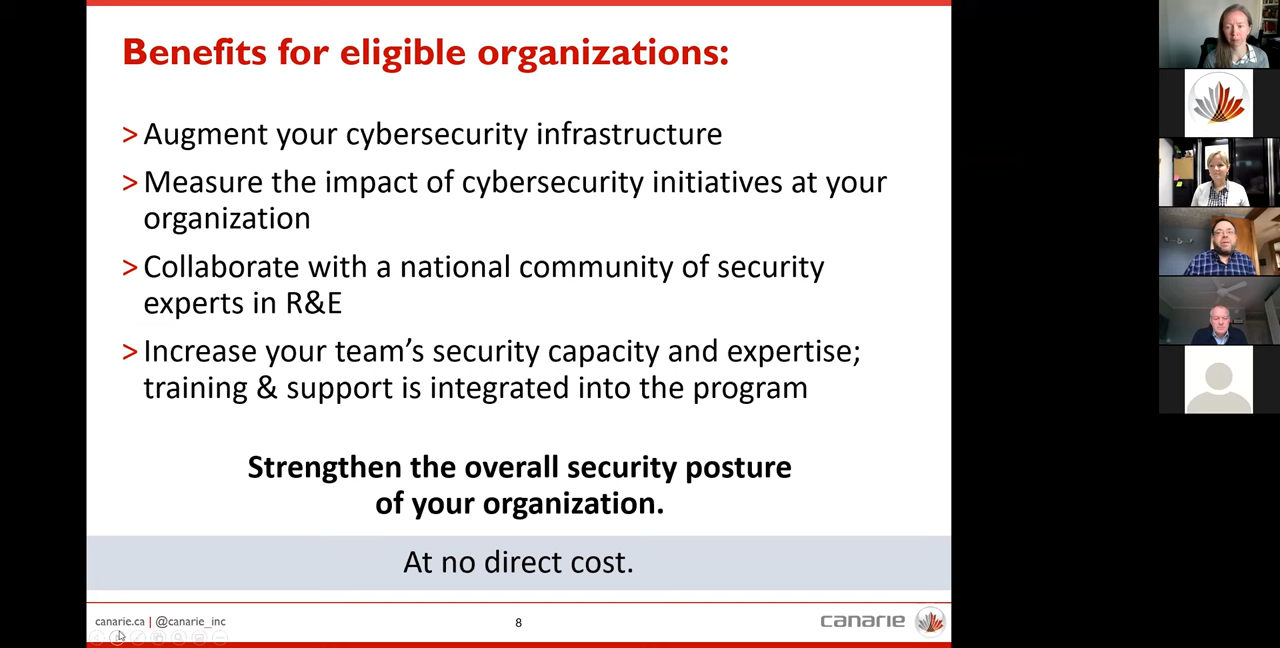 Benefits for eligible organizations:
> Augment your cybersecurity infrastructure
> Measure the impact of cybersecurity initiatives at your
organization
> Collaborate with a national community of security
experts in R&E
> Increase your team’s security capacity and expertise;
training & support is integrated into the program
Strengthen the overall security posture
of your organization.
At no direct cost.
canarie.ca | @canarie_inc
8
canarie